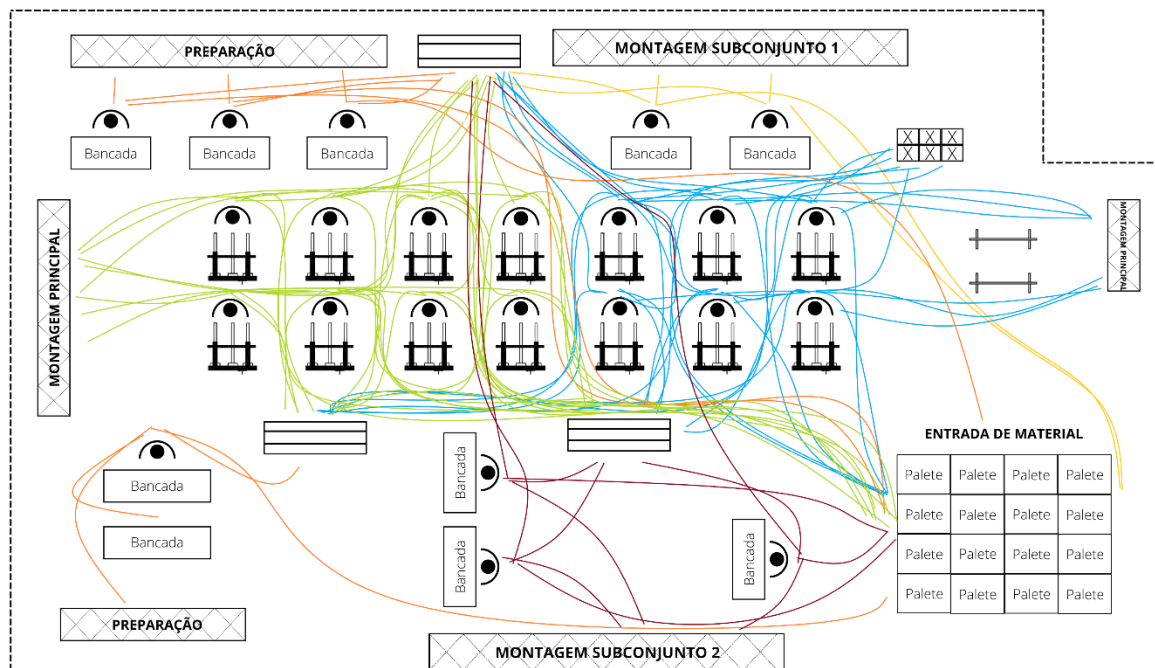 PREPARAÇÃO
MONTAGEM SUBCONJUNTO 1
Bancada
Bancada
Bancada
Bancada
Bancada
X X X
X X X
MONTAGEM PRINCIPAL
MONTAGEM PRINCIPAL
ENTRADA DE MATERIAL
Bancada
Bancada
Bancada
Bancada
Bancada
Palete Palete Palete Palete
Palete Palete Palete Palete
Palete Palete Palete Palete
Palete Palete Palete Palete
PREPARAÇÃO
MONTAGEM SUBCONJUNTO 2